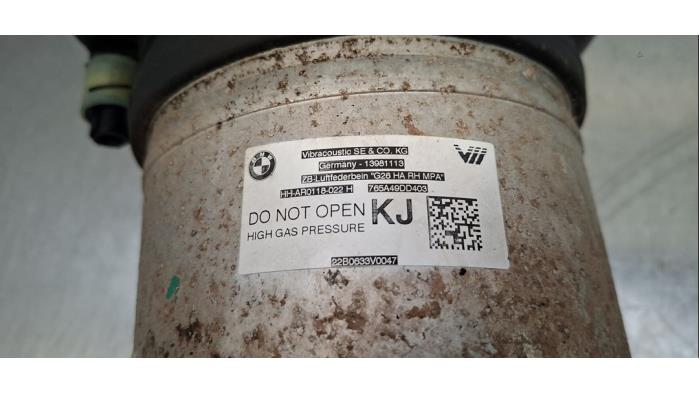 BMW
Vibracoustic SE & CO. KG
Germany - 13981113
ZB-Luftfederbein "G26 HA RH MPA"
HH-AR0118-022 H 765A49DD403
DO NOT OPEN KJ
HIGH GAS PRESSURE
22B0633V0047